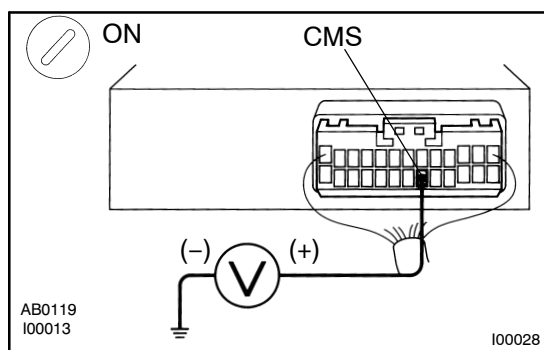 ON
CMS
(−)
(+)
V
AB0119
I00013
I00028